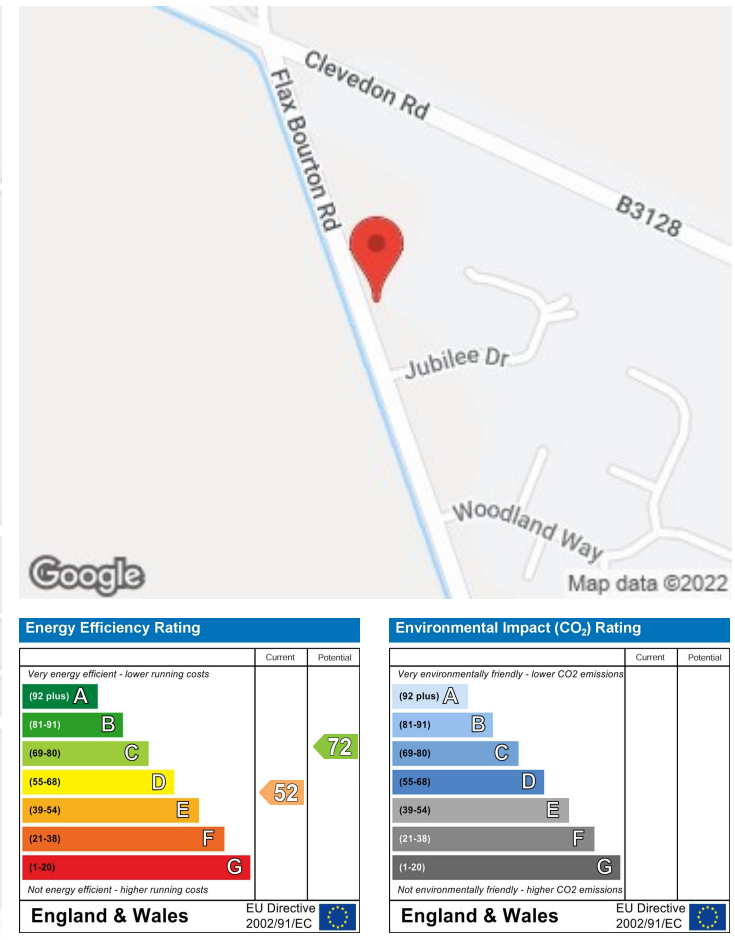 Clevedon Rd
Flax Bourton Rd
B3128
Jubilee Dr
Woodland Way
Google
Map data ©2022
Energy Efficiency Rating
Current Potential
Very energy efficient - lower running costs
(92 plus) A
(81-91) B
(69-80) C
72
(55-68) D
52
(39-54) E
(21-38) F
(1-20) G
Not energy efficient - higher running costs
England & Wales
EU Directive
2002/91/EC
Environmental Impact (CO₂) Rating
Current Potential
Very environmentally friendly - lower CO2 emissions
(92 plus) A
(81-91) B
(69-80) C
(55-68) D
(39-54) E
(21-38) F
(1-20) G
Not environmentally friendly - higher CO2 emissions
England & Wales
EU Directive
2002/91/EC